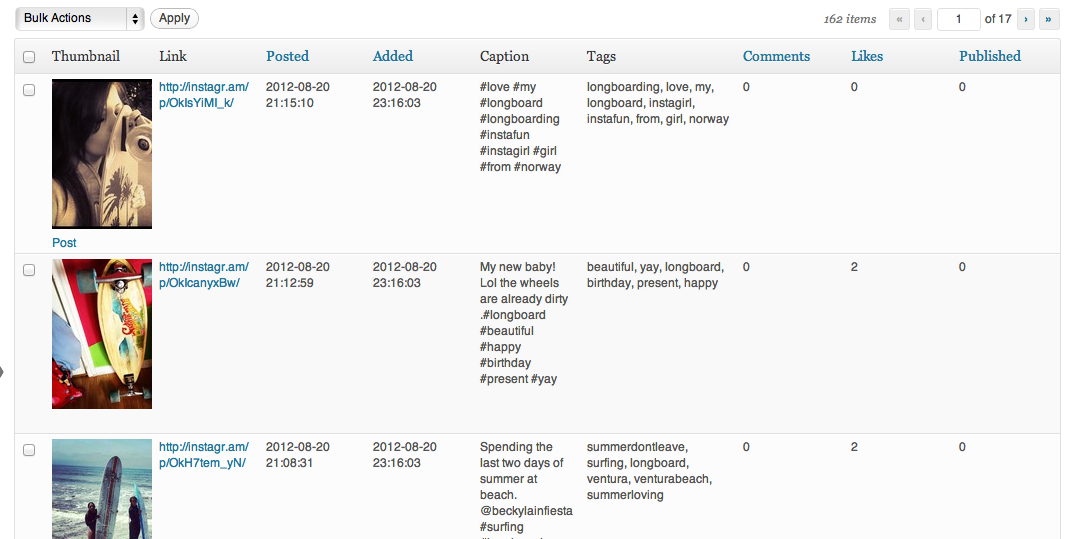 Bulk Actions Apply 162 items « ‹ 1 of 17 › »
Thumbnail Link Posted Added Caption Tags Comments Likes Published
http://instagr.am/ 2012-08-20 2012-08-20 #love #my longboarding, love, my, 0 0 0
p/OklsYiMI_k/ 21:15:10 23:16:03 #longboard longboard, instagirl,
#longboarding instafun, from, girl, norway
#instafun
#instagirl #girl
#from #norway
Post
http://instagr.am/ 2012-08-20 2012-08-20 My new baby! beautiful, yay, longboard, 0 2 0
p/OkIcanyxBw/ 21:12:59 23:16:03 Lol the wheels birthday, present, happy
are already dirty
.#longboard
#beautiful
#happy
#birthday
#present #yay
http://instagr.am/ 2012-08-20 2012-08-20 Spending the summerdontleave, 0 2 0
p/OkH7tem_yN/ 21:08:31 23:16:03 last two days of surfing, longboard,
summer at ventura, venturabeach,
beach. summerloving
@beckylainfiesta
#surfing